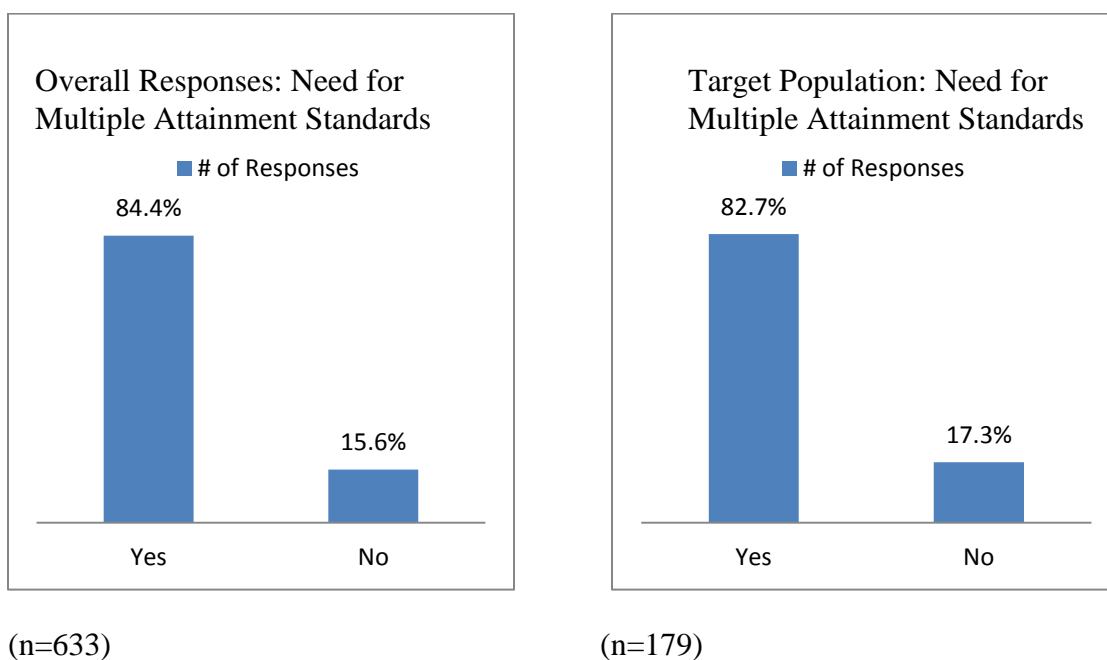 Overall Responses: Need for
Multiple Attainment Standards
# of Responses
84.4%
15.6%
Yes
No
(n=633)
Target Population: Need for
Multiple Attainment Standards
# of Responses
82.7%
17.3%
Yes
No
(n=179)